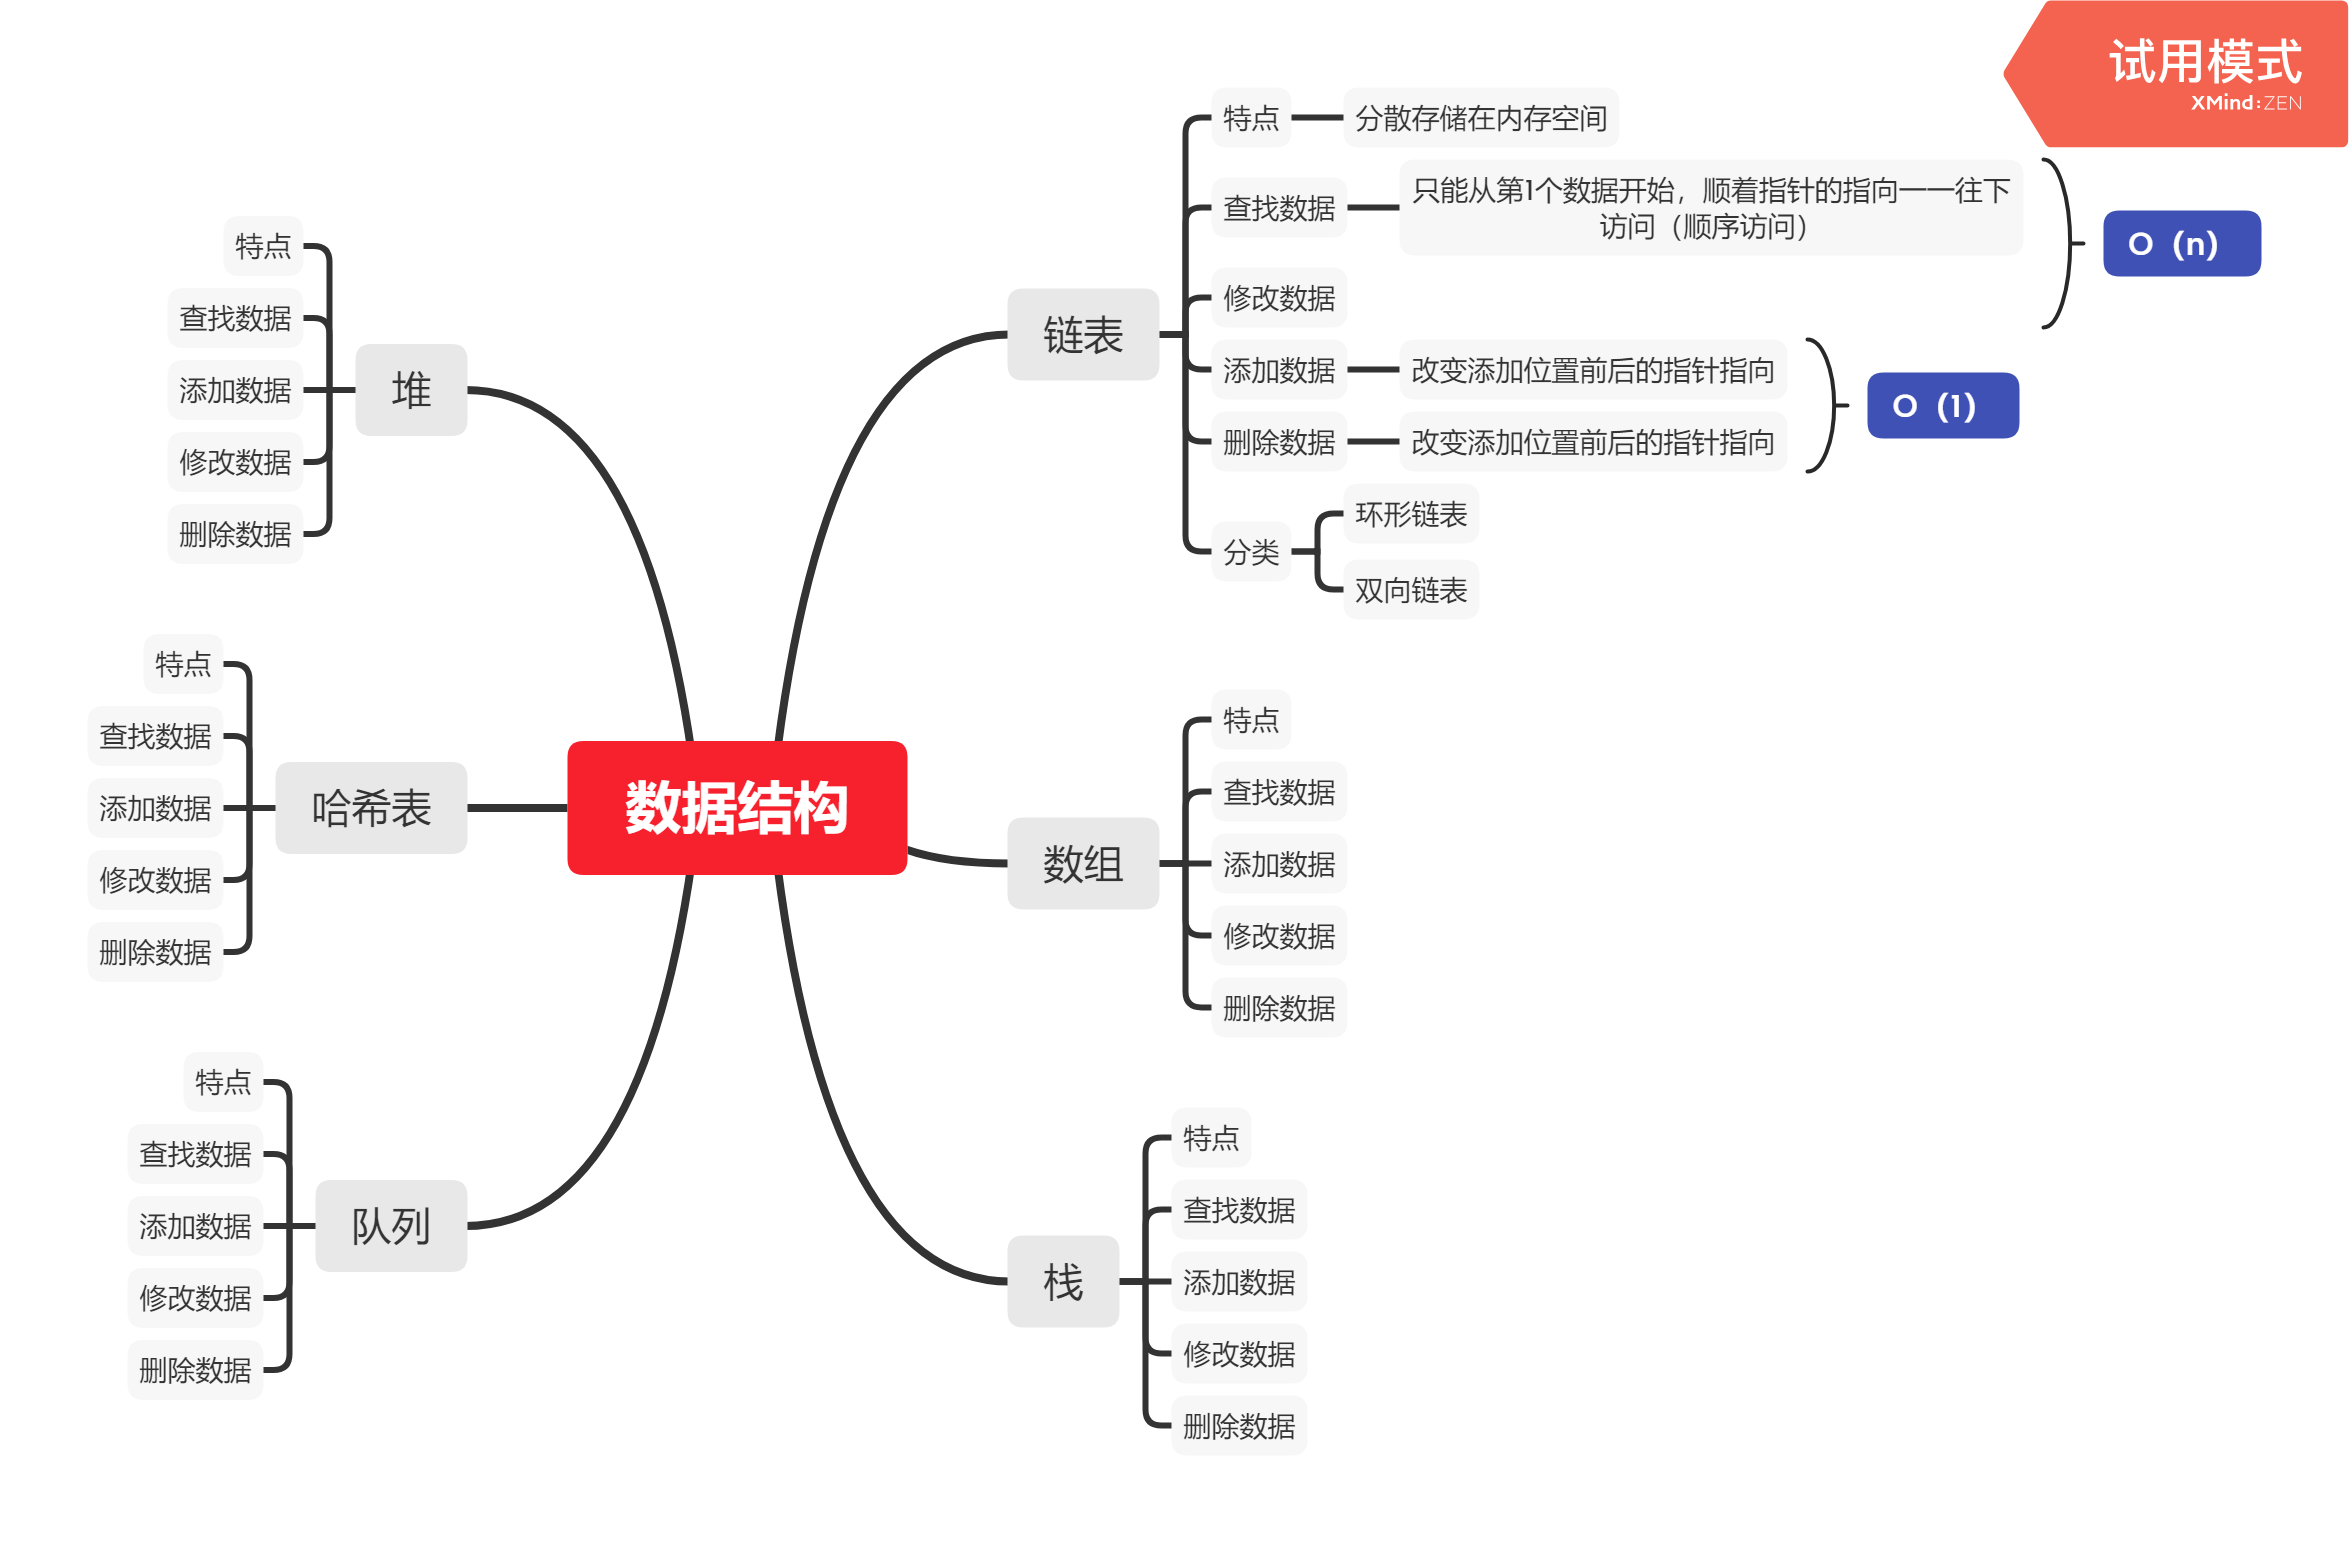 试用模式
XMind:ZEN
数据结构
链表
特点
分散存储在内存空间
查找数据
只能从第1个数据开始，顺着指针的指向一一往下
访问（顺序访问）
修改数据
O（n）
添加数据
改变添加位置前后的指针指向
删除数据
改变添加位置前后的指针指向
O（1）
分类
环形链表
双向链表
数组
特点
查找数据
添加数据
修改数据
删除数据
栈
特点
查找数据
添加数据
修改数据
删除数据
堆
特点
查找数据
添加数据
修改数据
删除数据
哈希表
特点
查找数据
添加数据
修改数据
删除数据
队列
特点
查找数据
添加数据
修改数据
删除数据